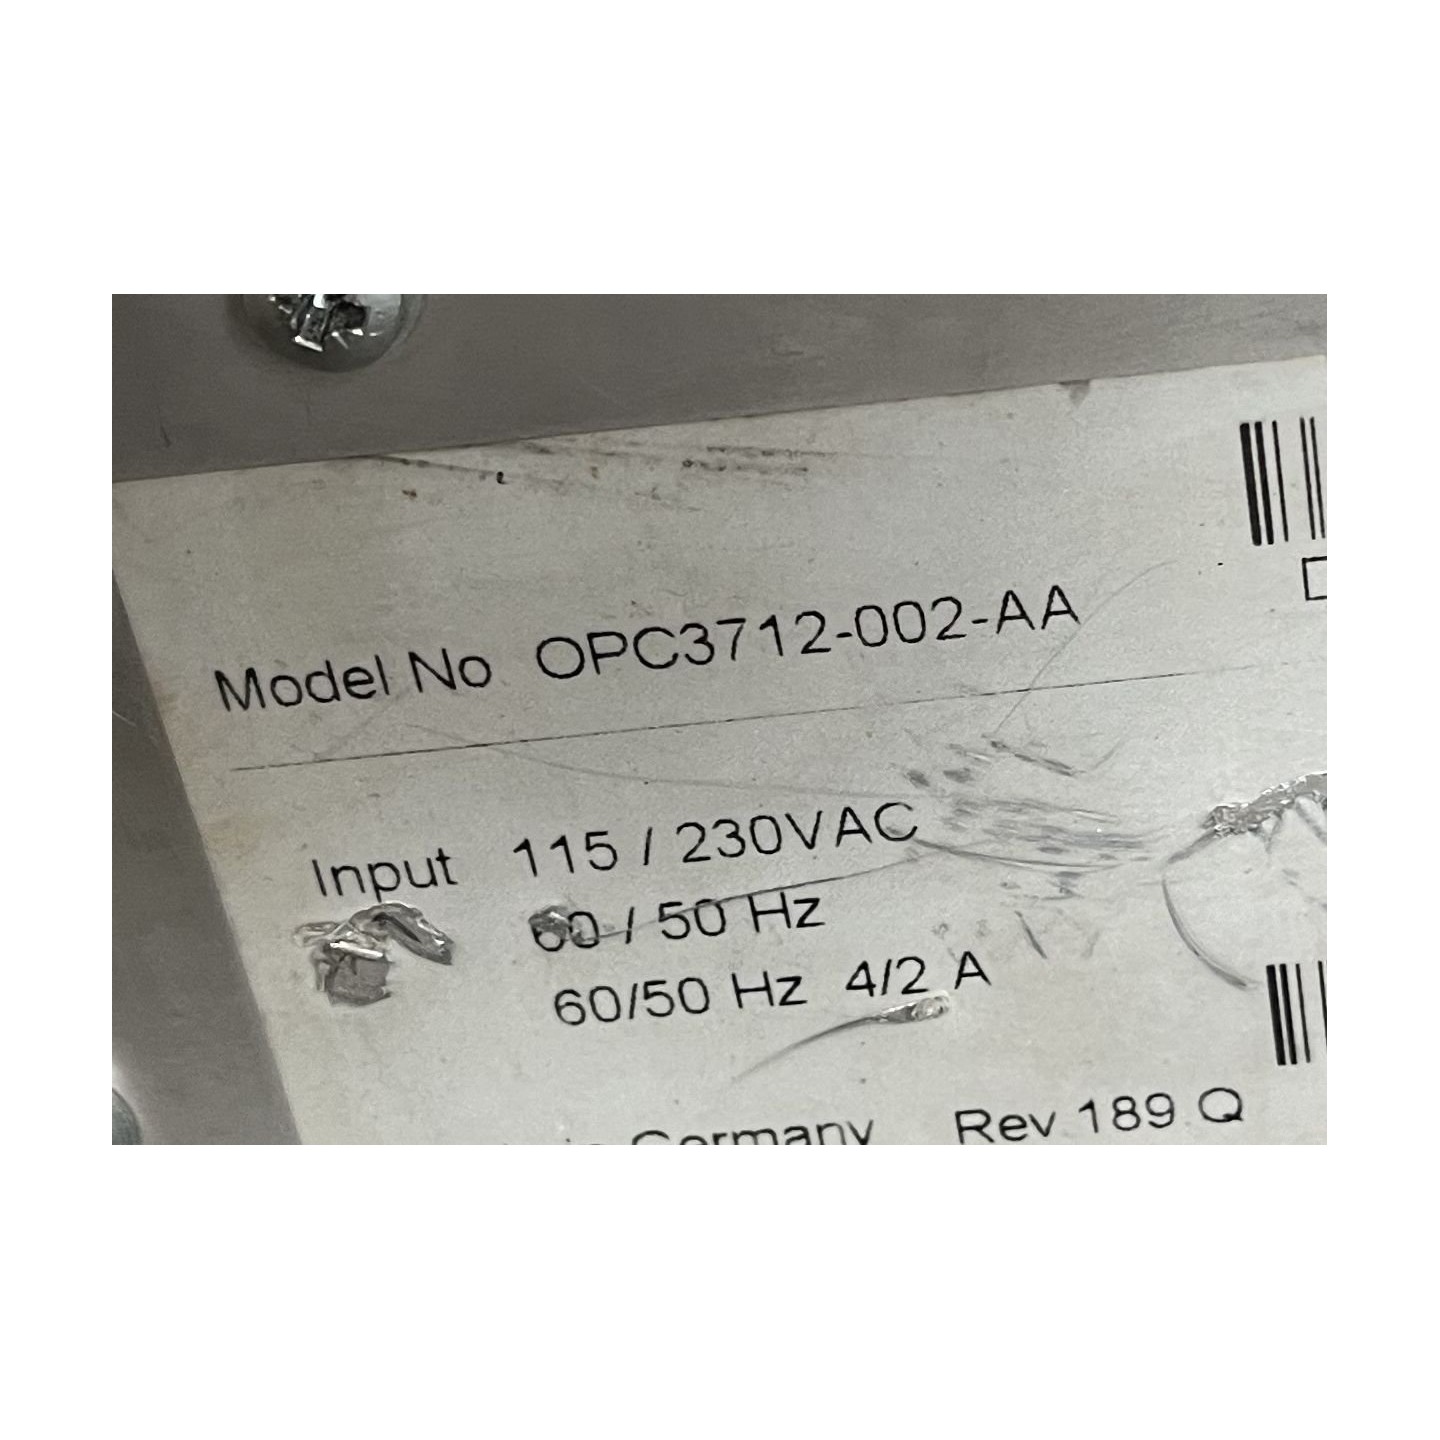 Model No OPC3712-002-AA
Input 115 / 230VAC
60 / 50 Hz
60/50 Hz 4/2 A
Germany Rev 189 Q